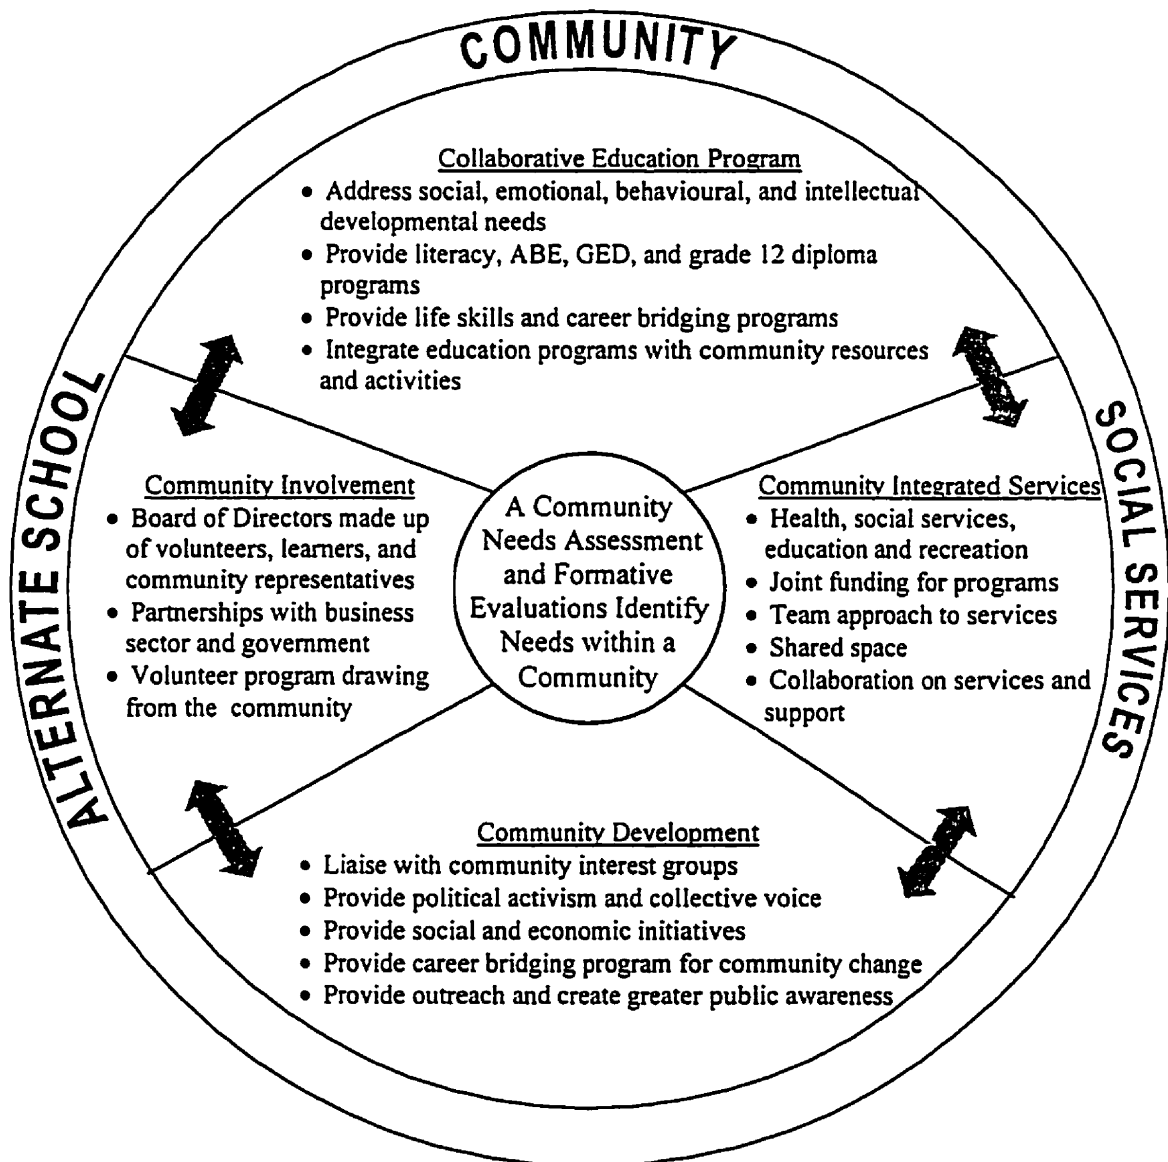 COMMUNITY
Collaborative Education Program
• Address social, emotional, behavioural, and intellectual
developmental needs
• Provide literacy, ABE, GED, and grade 12 diploma
programs
• Provide life skills and career bridging programs
• Integrate education programs with community resources
and activities
ALTERNATE SCHOOL
Community Involvement
• Board of Directors made up
of volunteers, learners, and
community representatives
• Partnerships with business
sector and government
• Volunteer program drawing
from the community
A Community
Needs Assessment
and Formative
Evaluations Identify
Needs within a
Community
Community Integrated Services
• Health, social services,
education and recreation
• Joint funding for programs
• Team approach to services
• Shared space
• Collaboration on services and
support
SOCIAL SERVICES
Community Development
• Liaise with community interest groups
• Provide political activism and collective voice
• Provide social and economic initiatives
• Provide career bridging program for community change
• Provide outreach and create greater public awareness